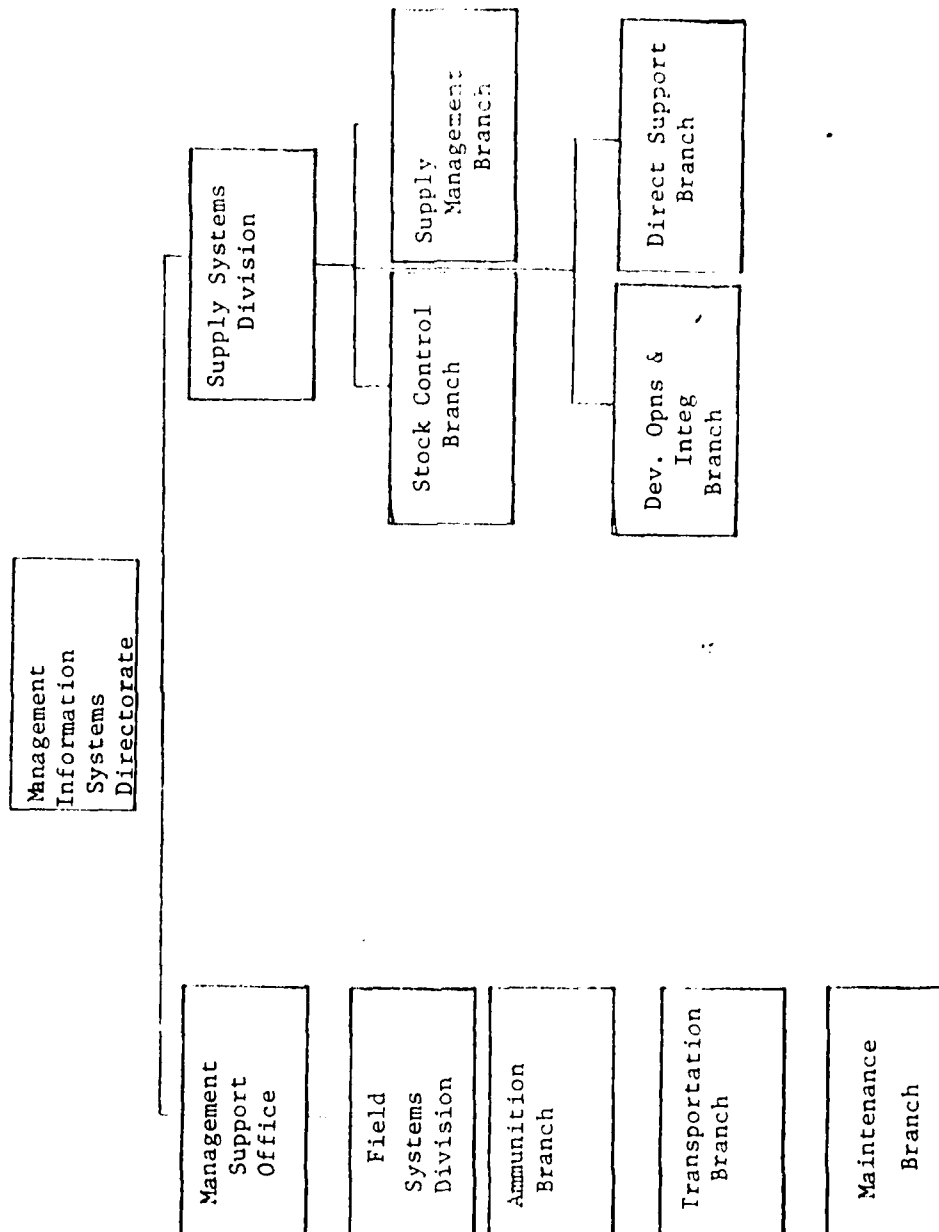 Management
Information
Systems
Directorate
Management
Support
Office
Supply Systems
Division
Field
Systems
Division
Stock Control
Branch
Supply
Management
Branch
Ammunition
Branch
Transportation
Branch
Dev. Opns &
Integ
Branch
Direct Support
Branch
Maintenance
Branch